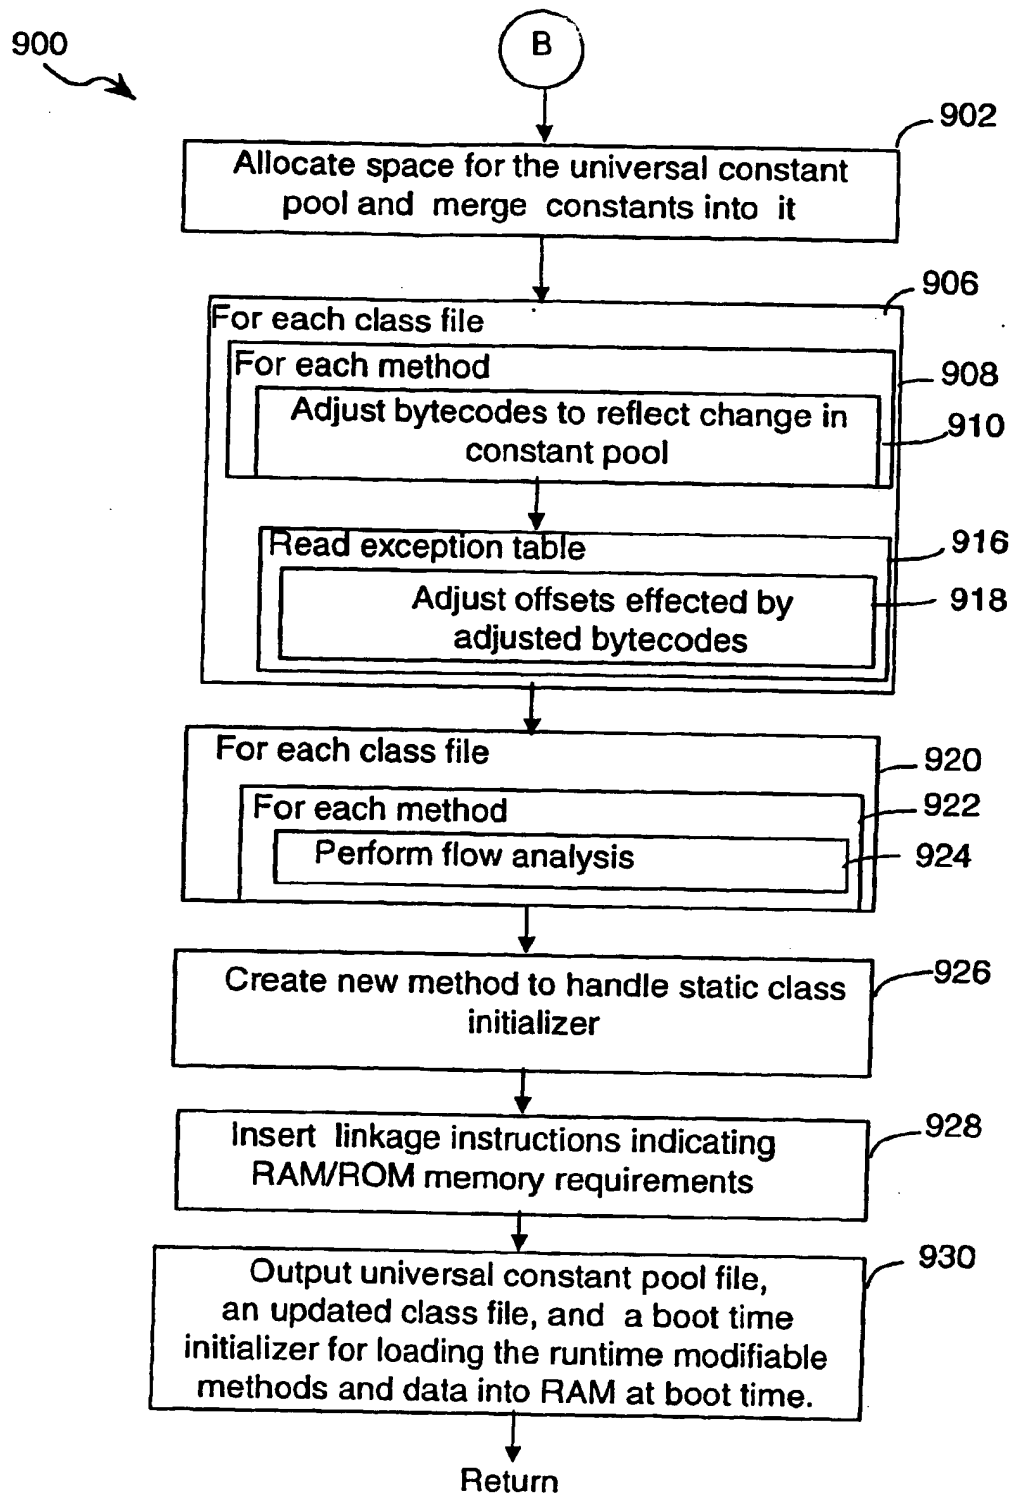 900
B
902
Allocate space for the universal constant
pool and merge constants into it
906
For each class file
For each method
908
Adjust bytecodes to reflect change in
constant pool
910
Read exception table
916
Adjust offsets effected by
adjusted bytecodes
918
For each class file
920
For each method
922
Perform flow analysis
924
Create new method to handle static class
initializer
926
Insert linkage instructions indicating
RAM/ROM memory requirements
928
Output universal constant pool file,
an updated class file, and a boot time
initializer for loading the runtime modifiable
methods and data into RAM at boot time.
930
Return